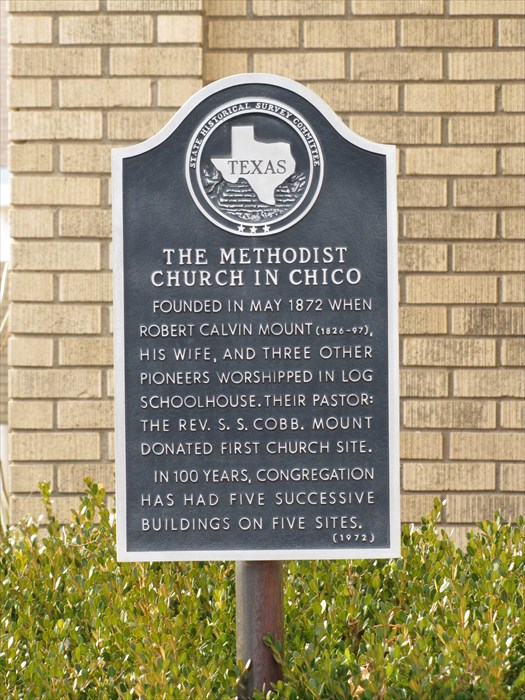 STATE HISTORICAL SURVEY COMMITTEE
TEXAS
THE METHODIST
CHURCH IN CHICO
FOUNDED IN MAY 1872 WHEN
ROBERT CALVIN MOUNT (1826-97),
HIS WIFE, AND THREE OTHER
PIONEERS WORSHIPPED IN LOG
SCHOOLHOUSE. THEIR PASTOR:
THE REV. S. S. COBB. MOUNT
DONATED FIRST CHURCH SITE.
IN 100 YEARS, CONGREGATION
HAS HAD FIVE SUCCESSIVE
BUILDINGS ON FIVE SITES.
(1972)